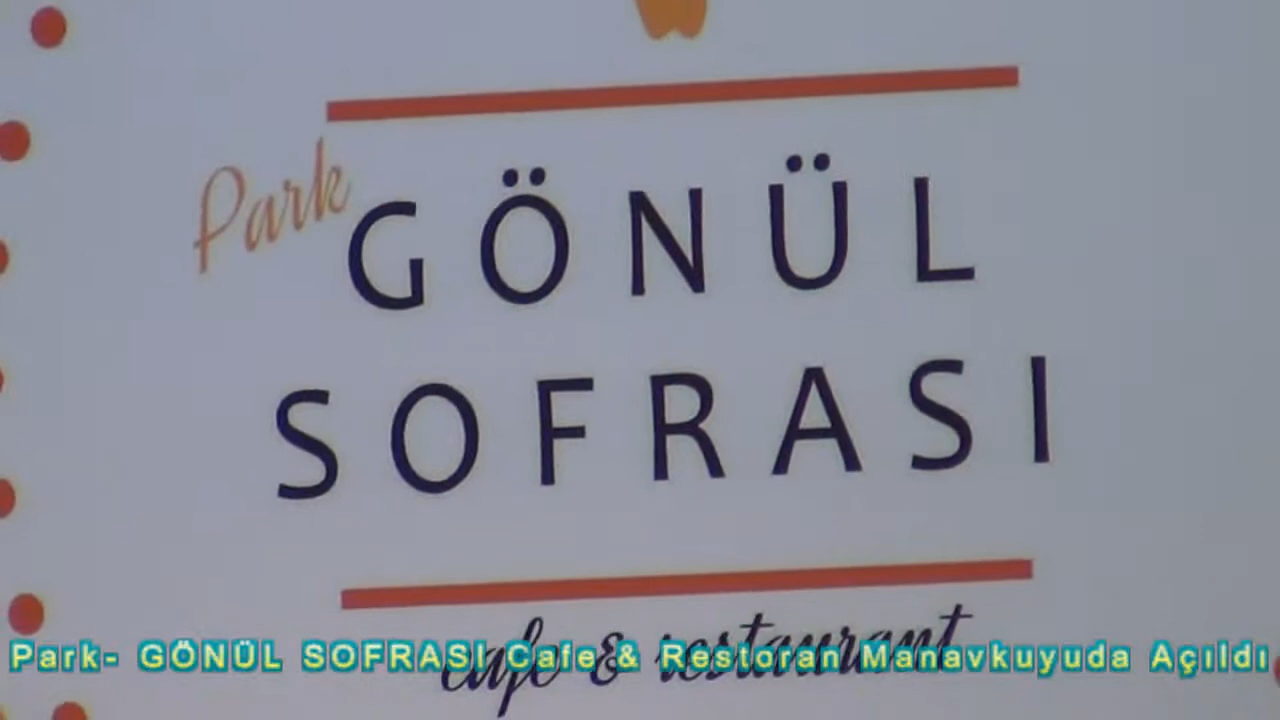 Park
GÖNÜL
SOFRASI
cafe & restaurant
Park- GÖNÜL SOFRASI Cafe & Restoran Manavkuyuda Açıldı